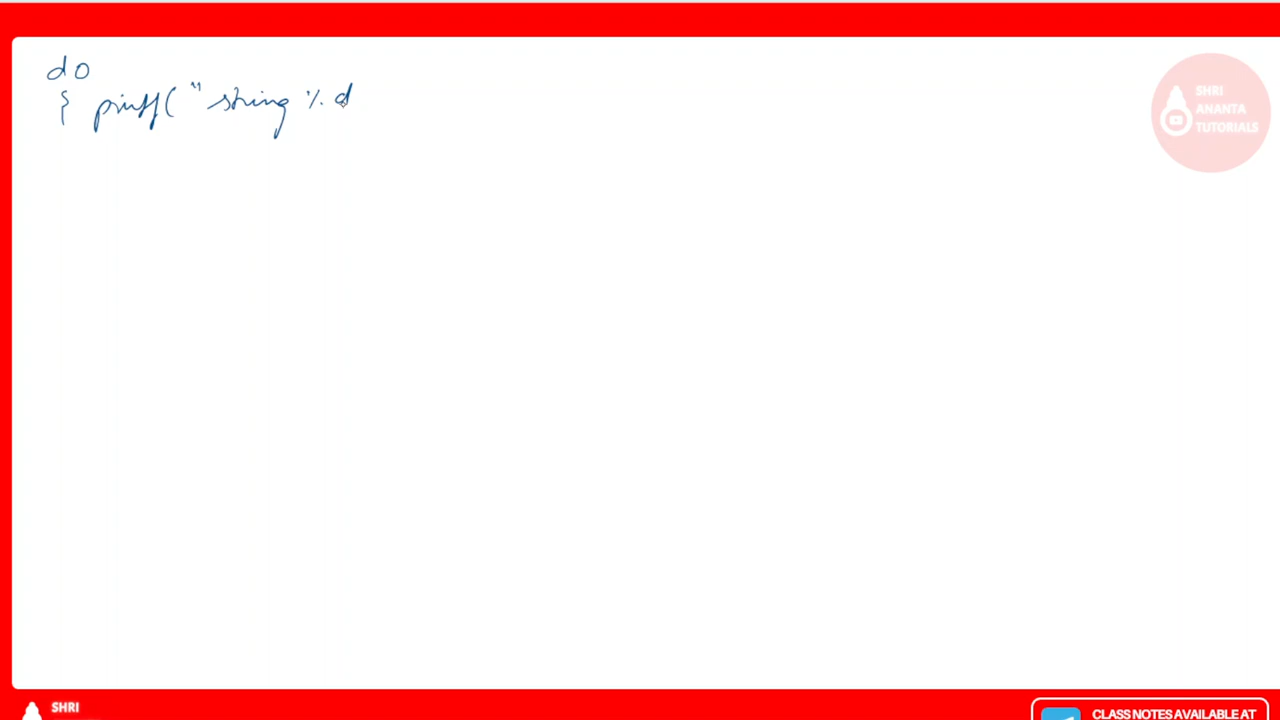 do
{ printf( " string %d
SHRI
ANANTA
TUTORIALS
SHRI
CLASS NOTES AVAILABLE AT